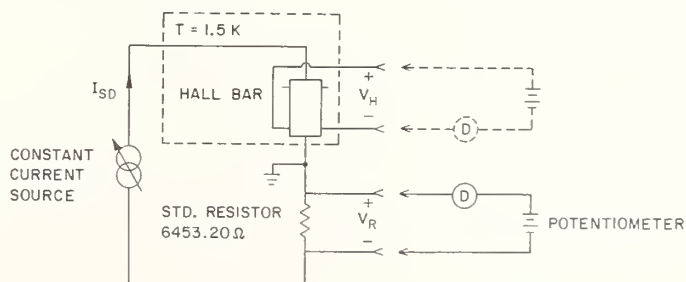 T = 1.5 K
I_SD
HALL BAR
+
V_H
−
D
CONSTANT
CURRENT
SOURCE
STD. RESISTOR
6453.20 Ω
+
V_R
−
D
POTENTIOMETER